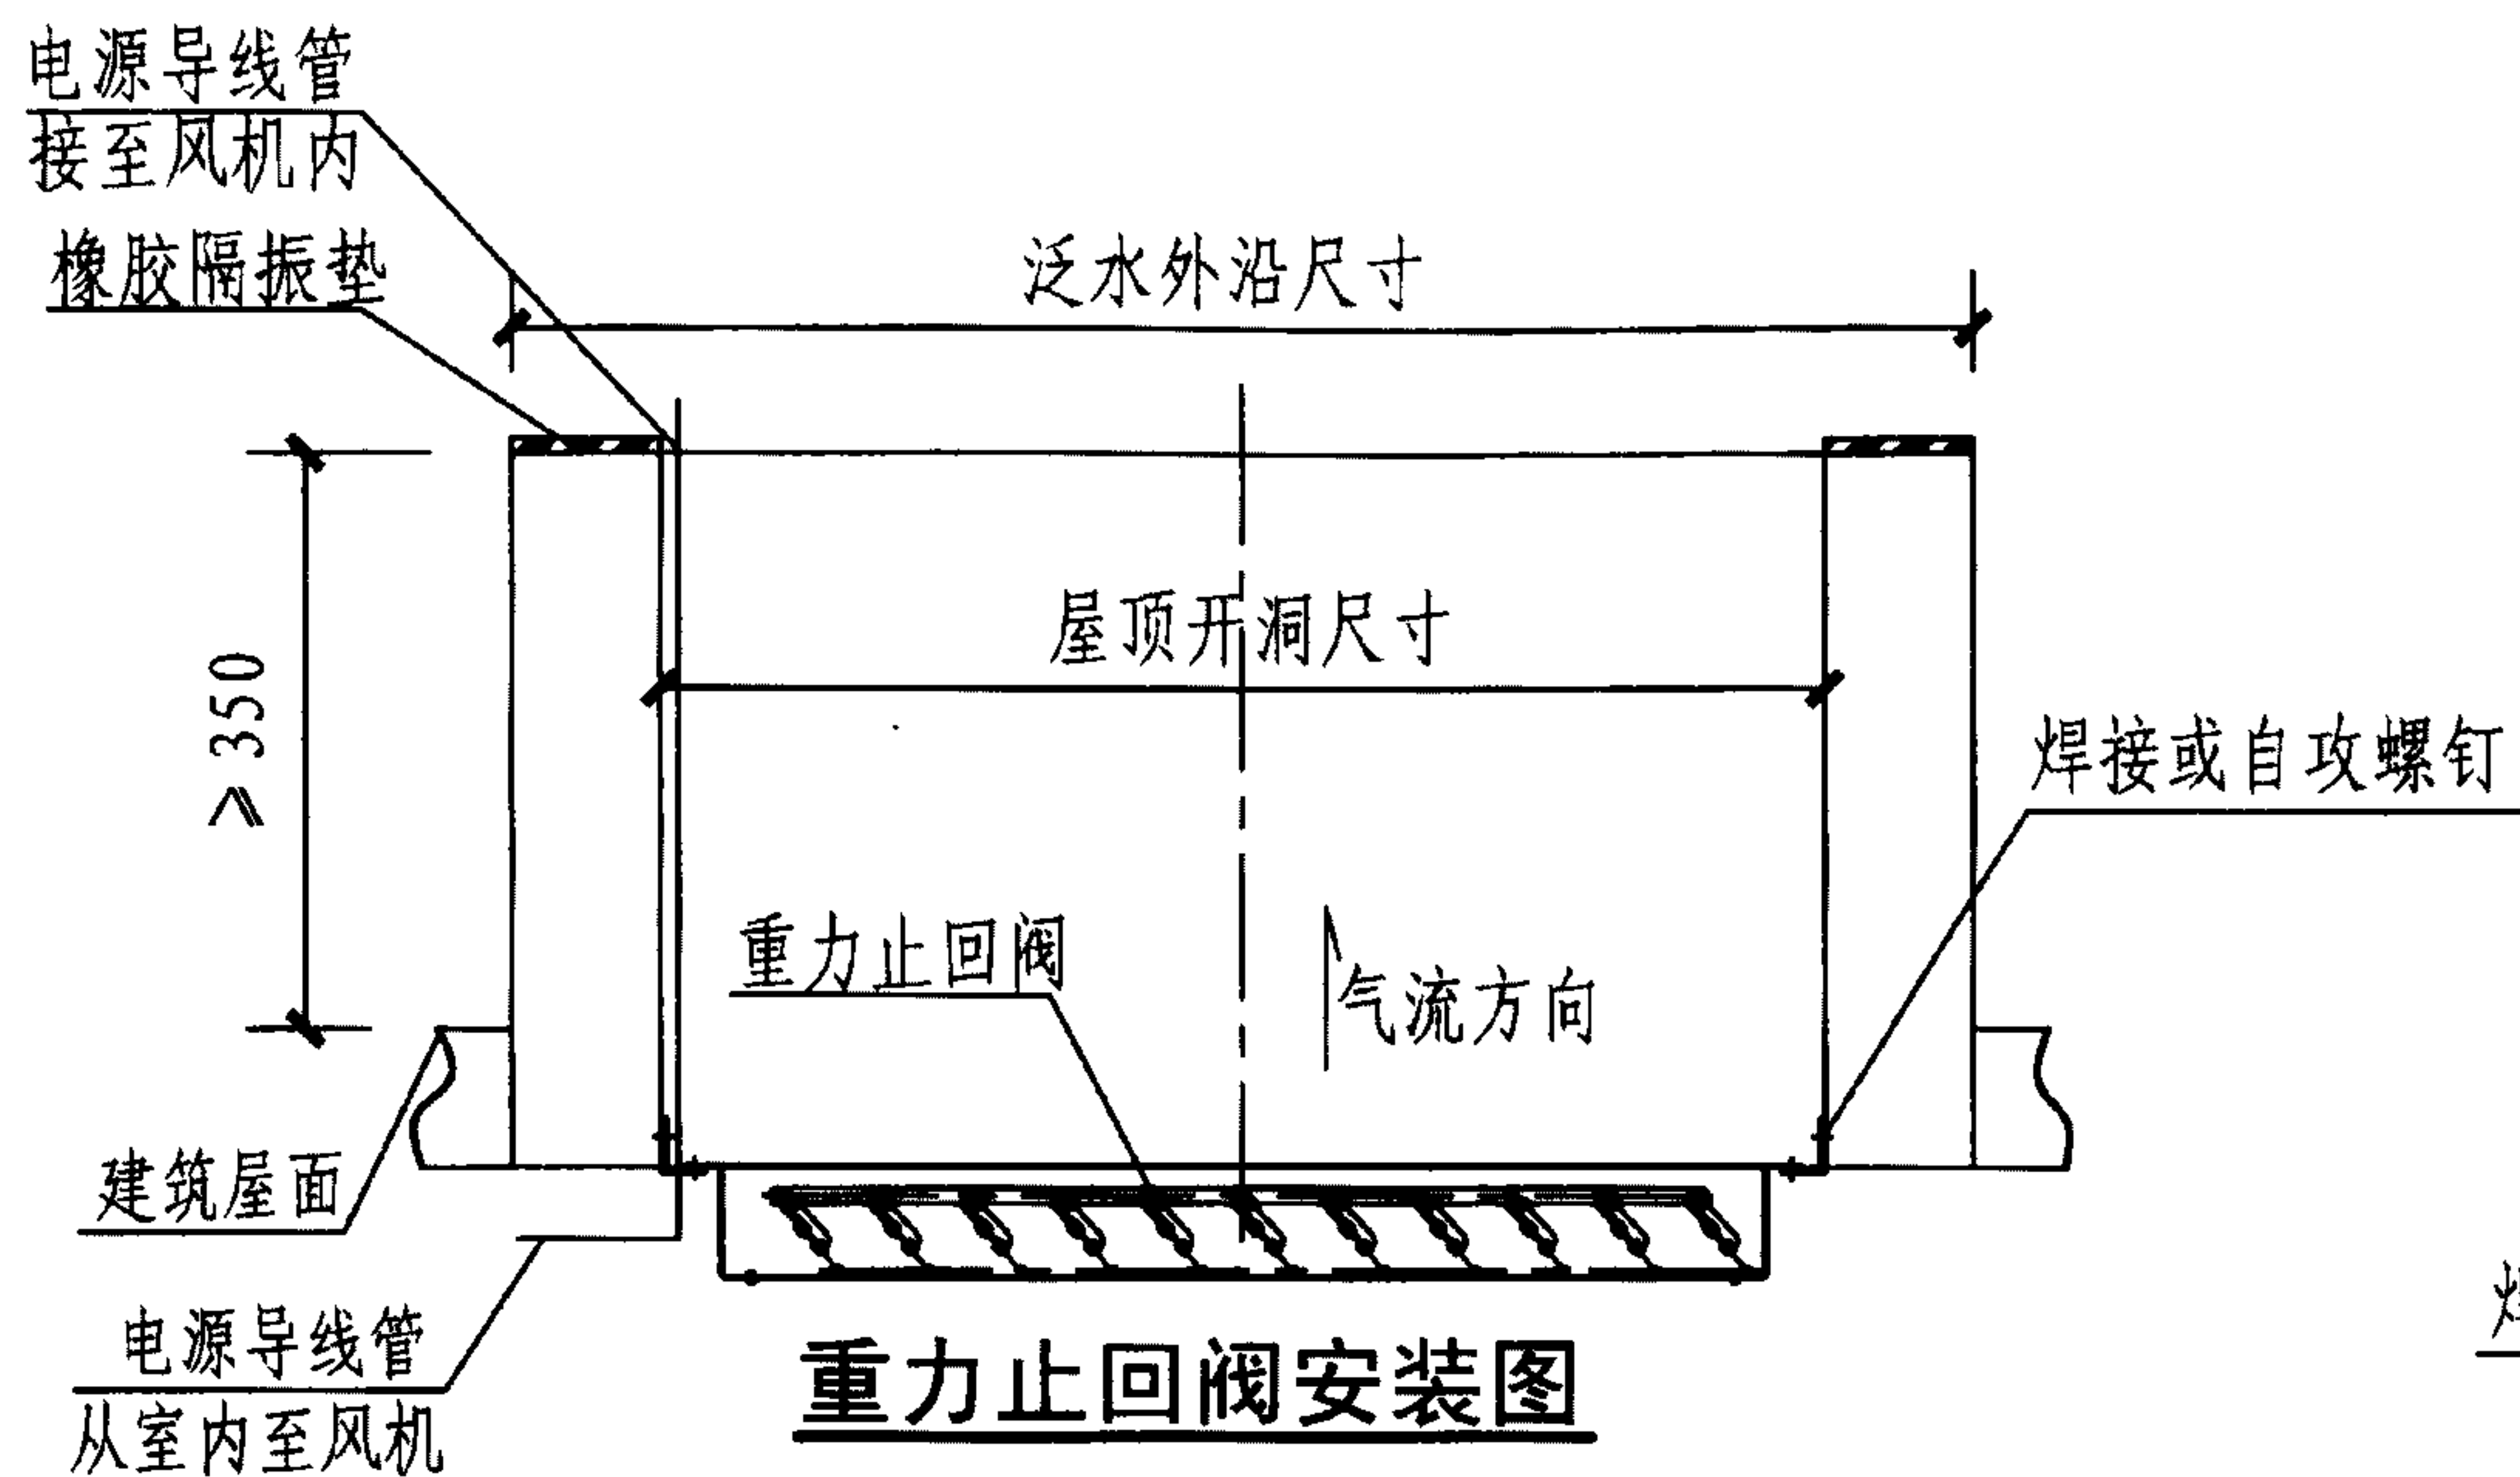 电源导线管
接至风机内
橡胶隔振垫
泛水外沿尺寸
屋顶开洞尺寸
≥350
焊接或自攻螺钉
重力止回阀
气流方向
建筑屋面
电源导线管
从室内至风机
重力止回阀安装图